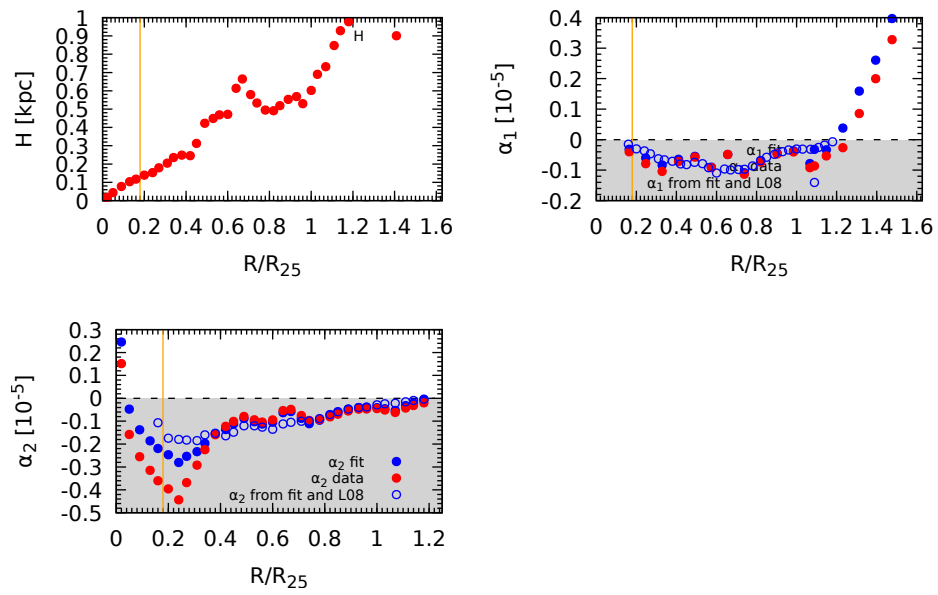 1
0.9
0.8
0.7
0.6
0.5
0.4
0.3
0.2
0.1
0
H [kpc]
H
0 0.2 0.4 0.6 0.8 1 1.2 1.4 1.6
R/R25
0.4
0.3
0.2
0.1
0
-0.1
-0.2
α1 [10-5]
α1 fit
α1 data
α1 from fit and L08
0 0.2 0.4 0.6 0.8 1 1.2 1.4 1.6
R/R25
0.3
0.2
0.1
0
-0.1
-0.2
-0.3
-0.4
-0.5
α2 [10-5]
α2 fit
α2 data
α2 from fit and L08
0 0.2 0.4 0.6 0.8 1 1.2
R/R25